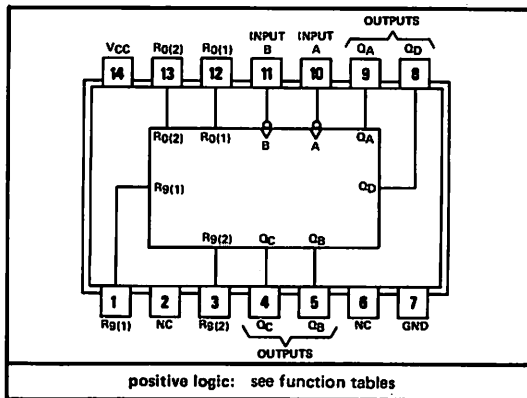 OUTPUTS
VCC R0(2) R0(1) INPUT B INPUT A QA QD
14 13 12 11 10 9 8
R0(2) R0(1) B A QA
R9(1) QD
R9(2) QC QB
1 2 3 4 5 6 7
R9(1) NC R9(2) QC QB NC GND
OUTPUTS
positive logic: see function tables